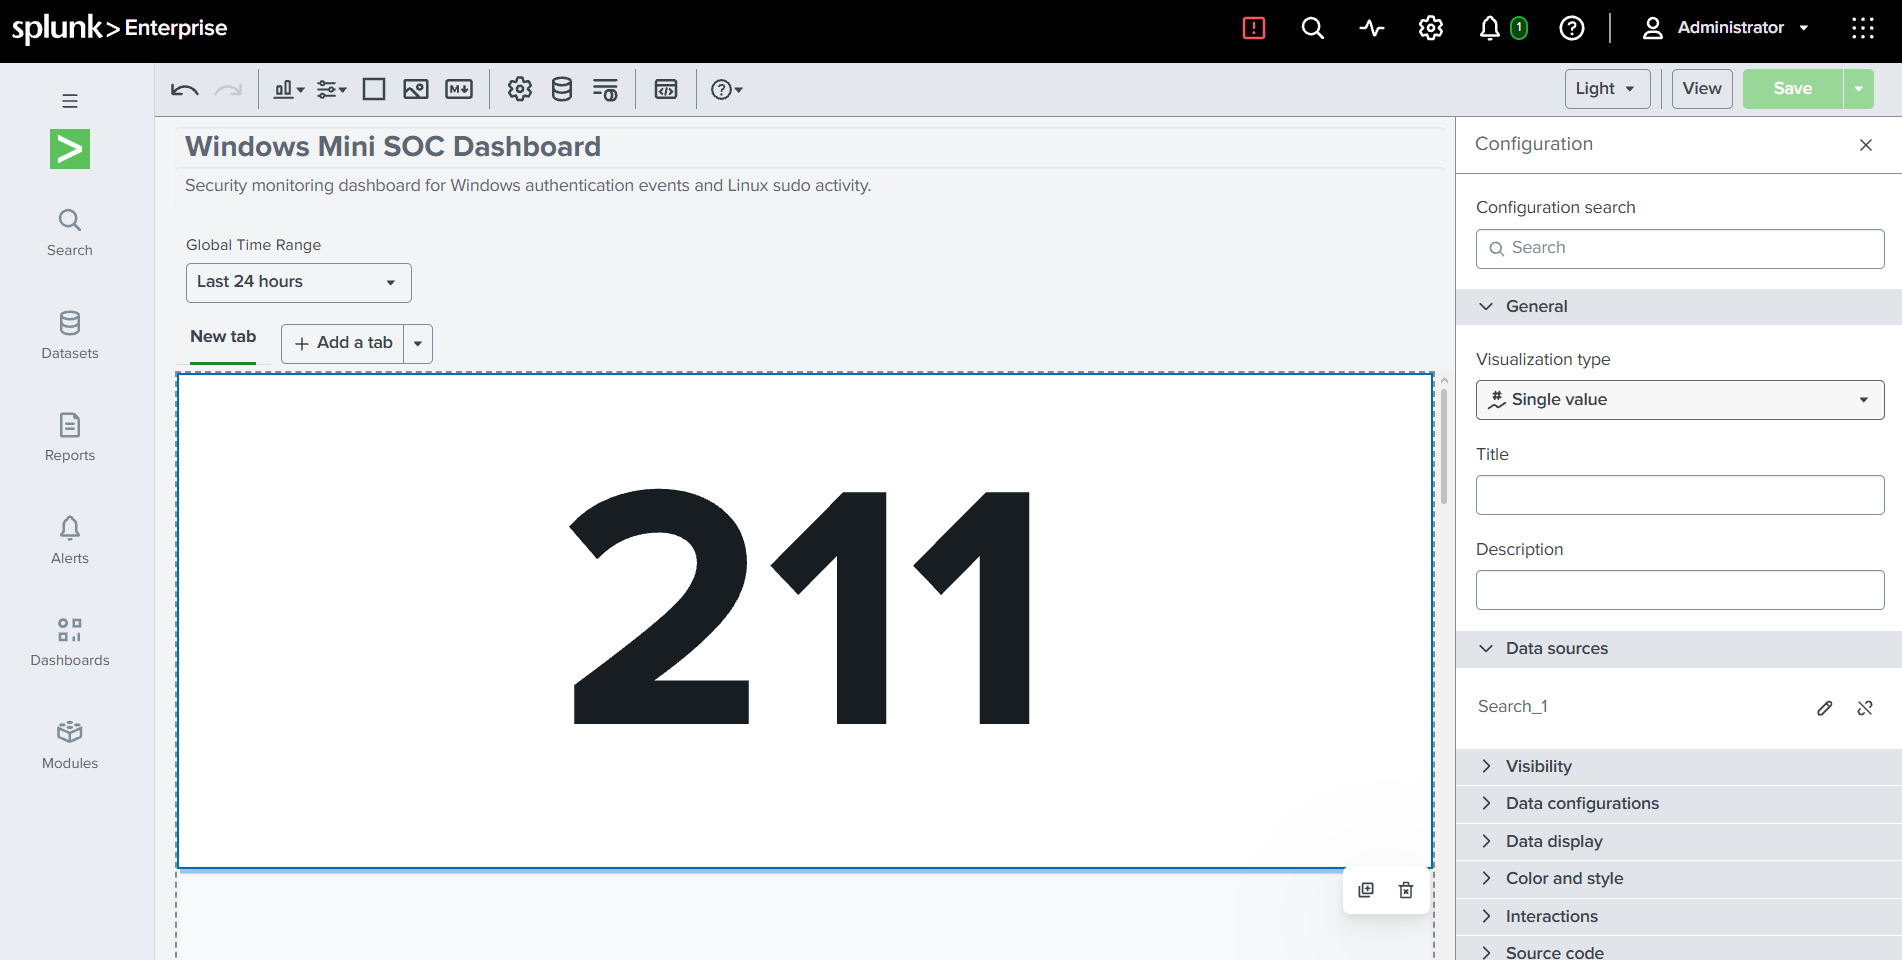 splunk> Enterprise
1
Administrator
Light
View
Save
Windows Mini SOC Dashboard
Security monitoring dashboard for Windows authentication events and Linux sudo activity.
Global Time Range
Last 24 hours
New tab
+ Add a tab
211
Search
Datasets
Reports
Alerts
Dashboards
Modules
Configuration
Configuration search
Search
General
Visualization type
Single value
Title
Description
Data sources
Search_1
Visibility
Data configurations
Data display
Color and style
Interactions
Source code